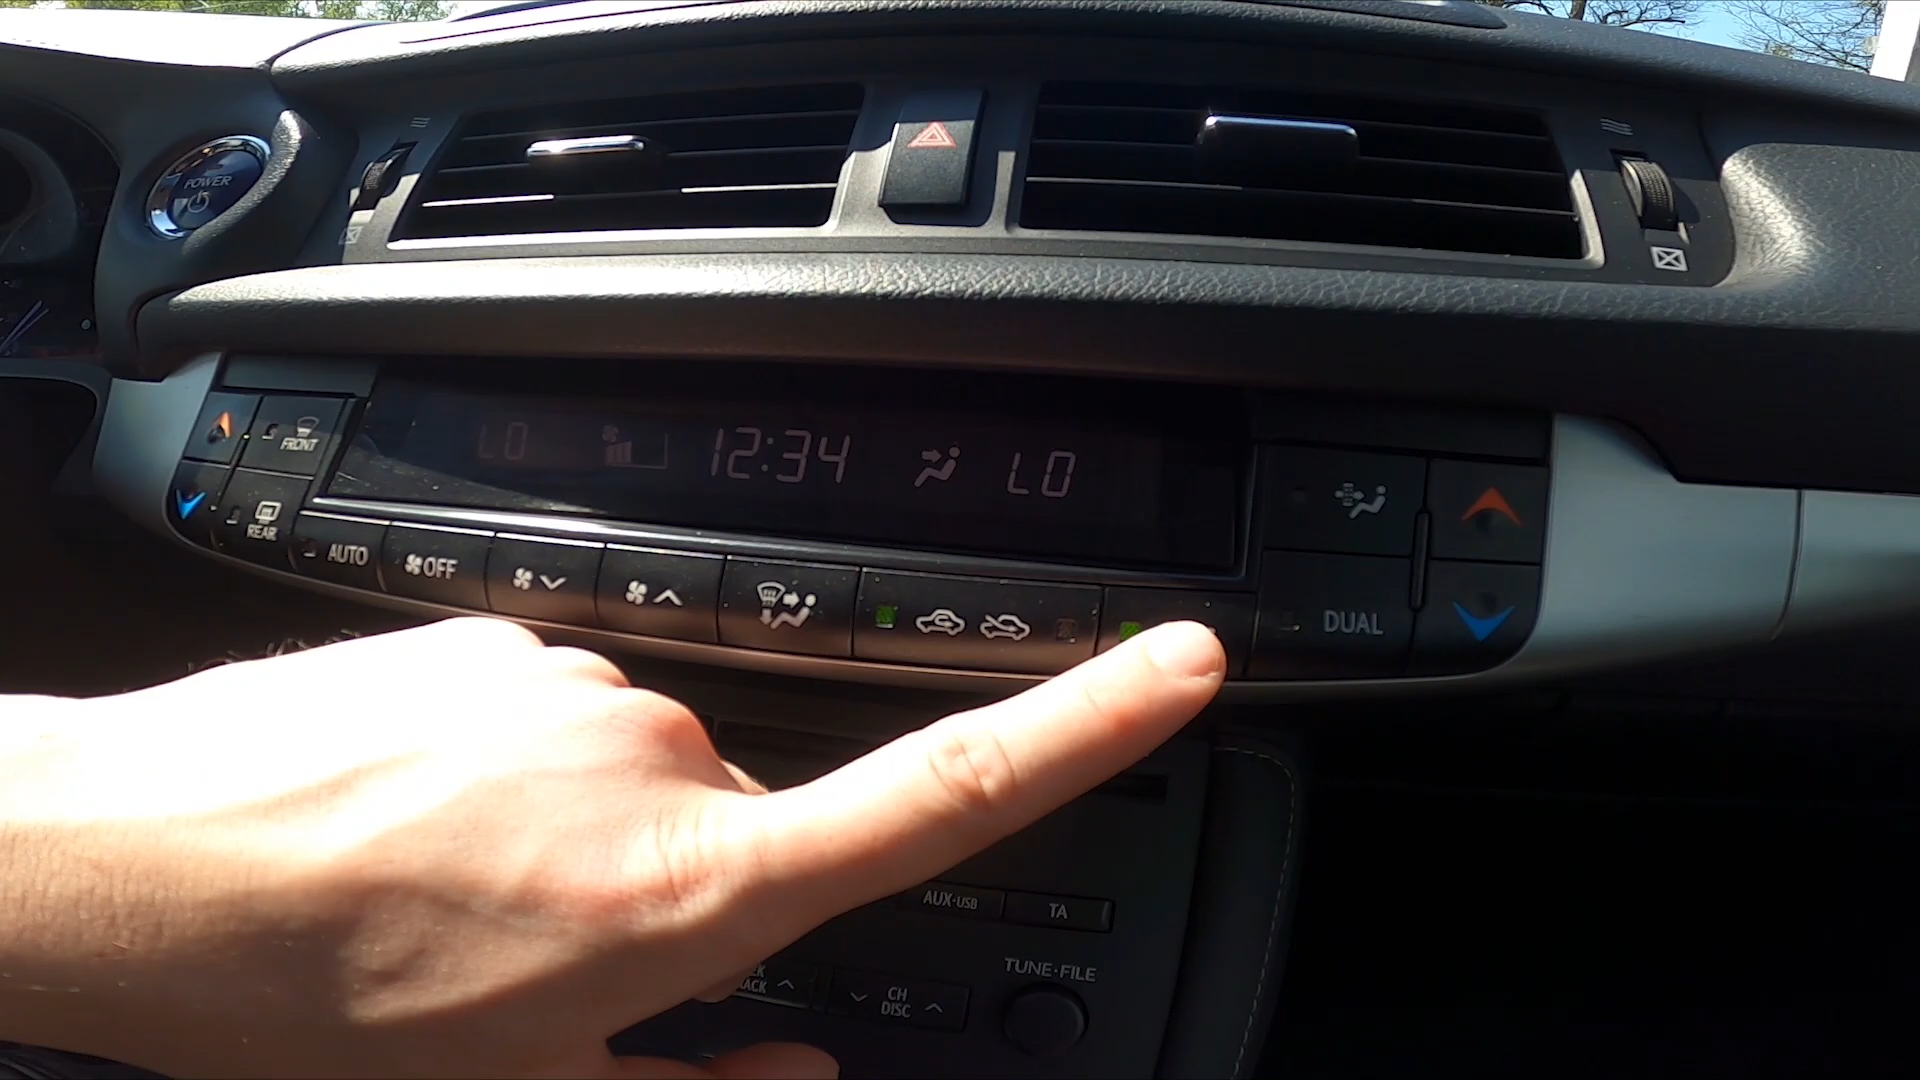 POWER
LO 12:34 LO
FRONT
REAR
AUTO
OFF
DUAL
AUX·USB
TA
TUNE·FILE
CH
DISC